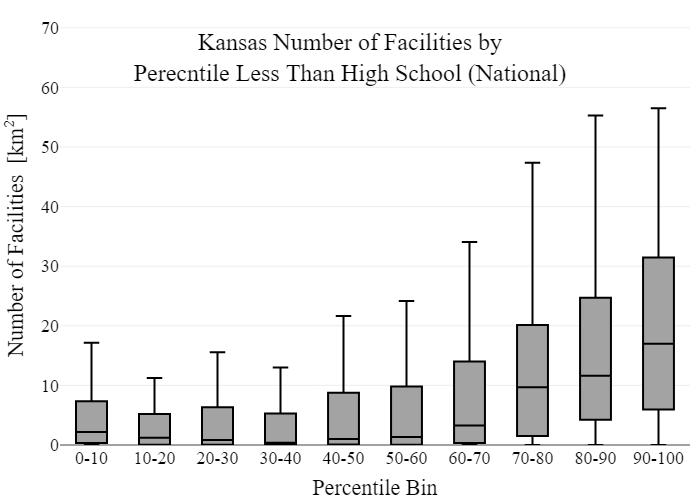 Kansas Number of Facilities by
Perecntile Less Than High School (National)
Number of Facilities [km²]
70
60
50
40
30
20
10
0
0-10 10-20 20-30 30-40 40-50 50-60 60-70 70-80 80-90 90-100
Percentile Bin